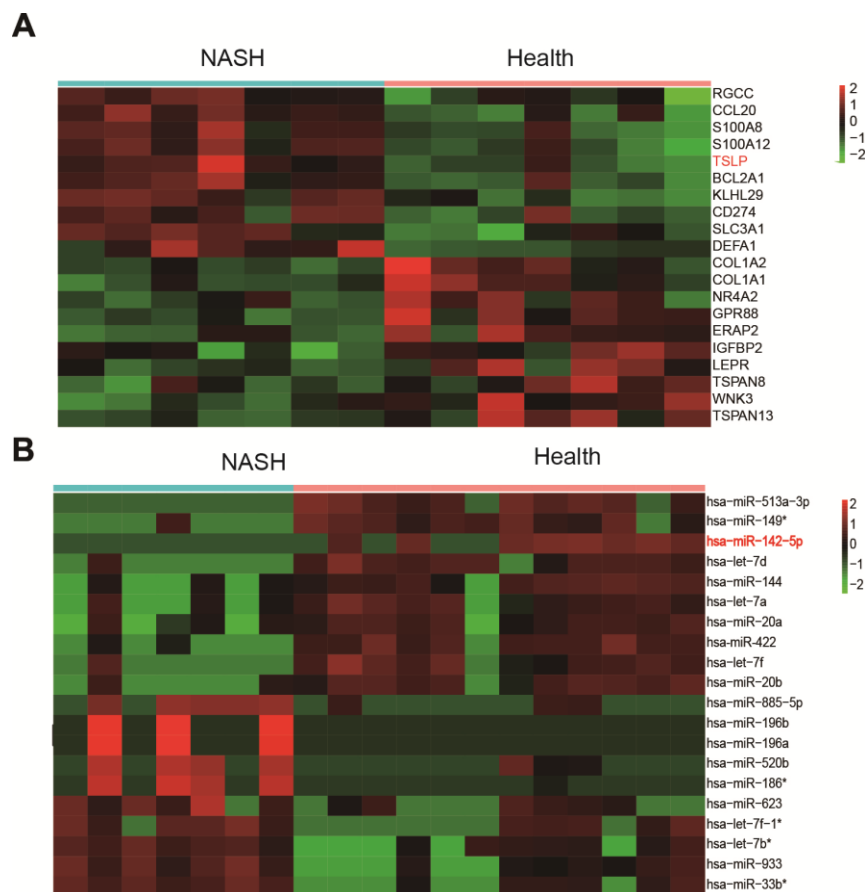 A
NASH Health
RGCC
CCL20
S100A8
S100A12
TSLP
BCL2A1
KLHL29
CD274
SLC3A1
DEFA1
COL1A2
COL1A1
NR4A2
GPR88
ERAP2
IGFBP2
LEPR
TSPAN8
WNK3
TSPAN13
2
1
0
−1
−2
B
NASH Health
hsa−miR−513a−3p
hsa−miR−149*
hsa−miR−142−5p
hsa−let−7d
hsa−miR−144
hsa−let−7a
hsa−miR−20a
hsa-miR-422
hsa−let−7f
hsa−miR−20b
hsa−miR−885−5p
hsa−miR−196b
hsa−miR−196a
hsa−miR−520b
hsa−miR−186*
hsa−miR−623
hsa−let−7f−1*
hsa−let−7b*
hsa−miR−933
hsa−miR−33b*
2
1
0
−1
−2